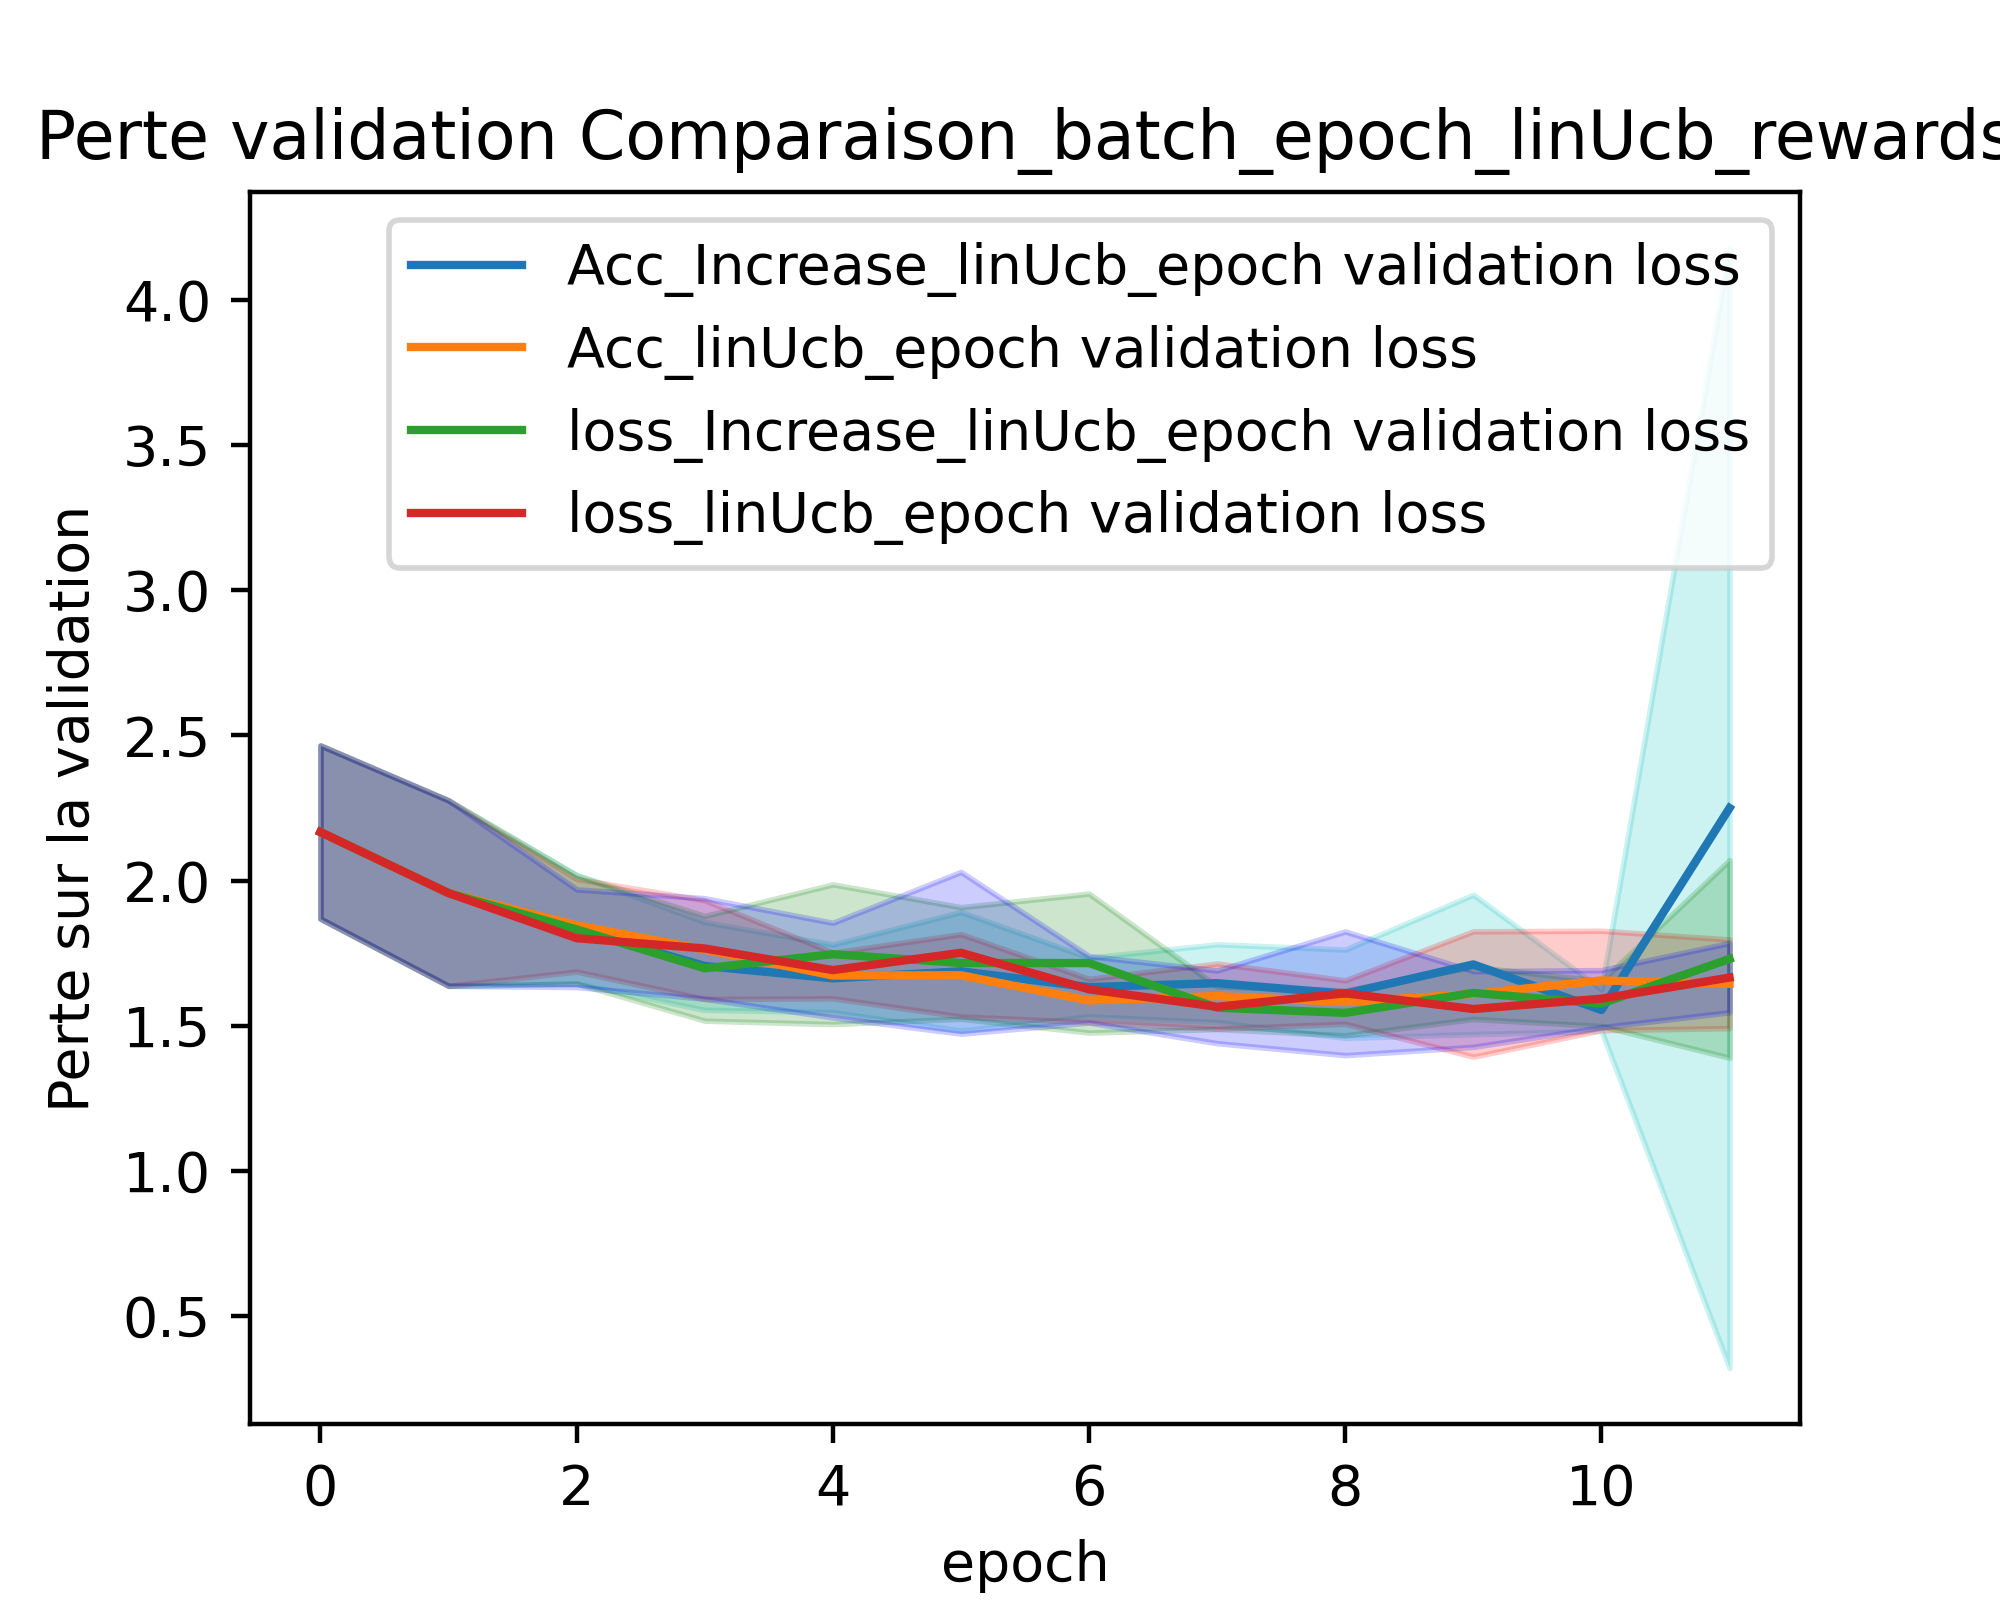 Perte validation Comparaison_batch_epoch_linUcb_rewards
Acc_Increase_linUcb_epoch validation loss
Acc_linUcb_epoch validation loss
loss_Increase_linUcb_epoch validation loss
loss_linUcb_epoch validation loss
Perte sur la validation
4.0
3.5
3.0
2.5
2.0
1.5
1.0
0.5
0 2 4 6 8 10
epoch